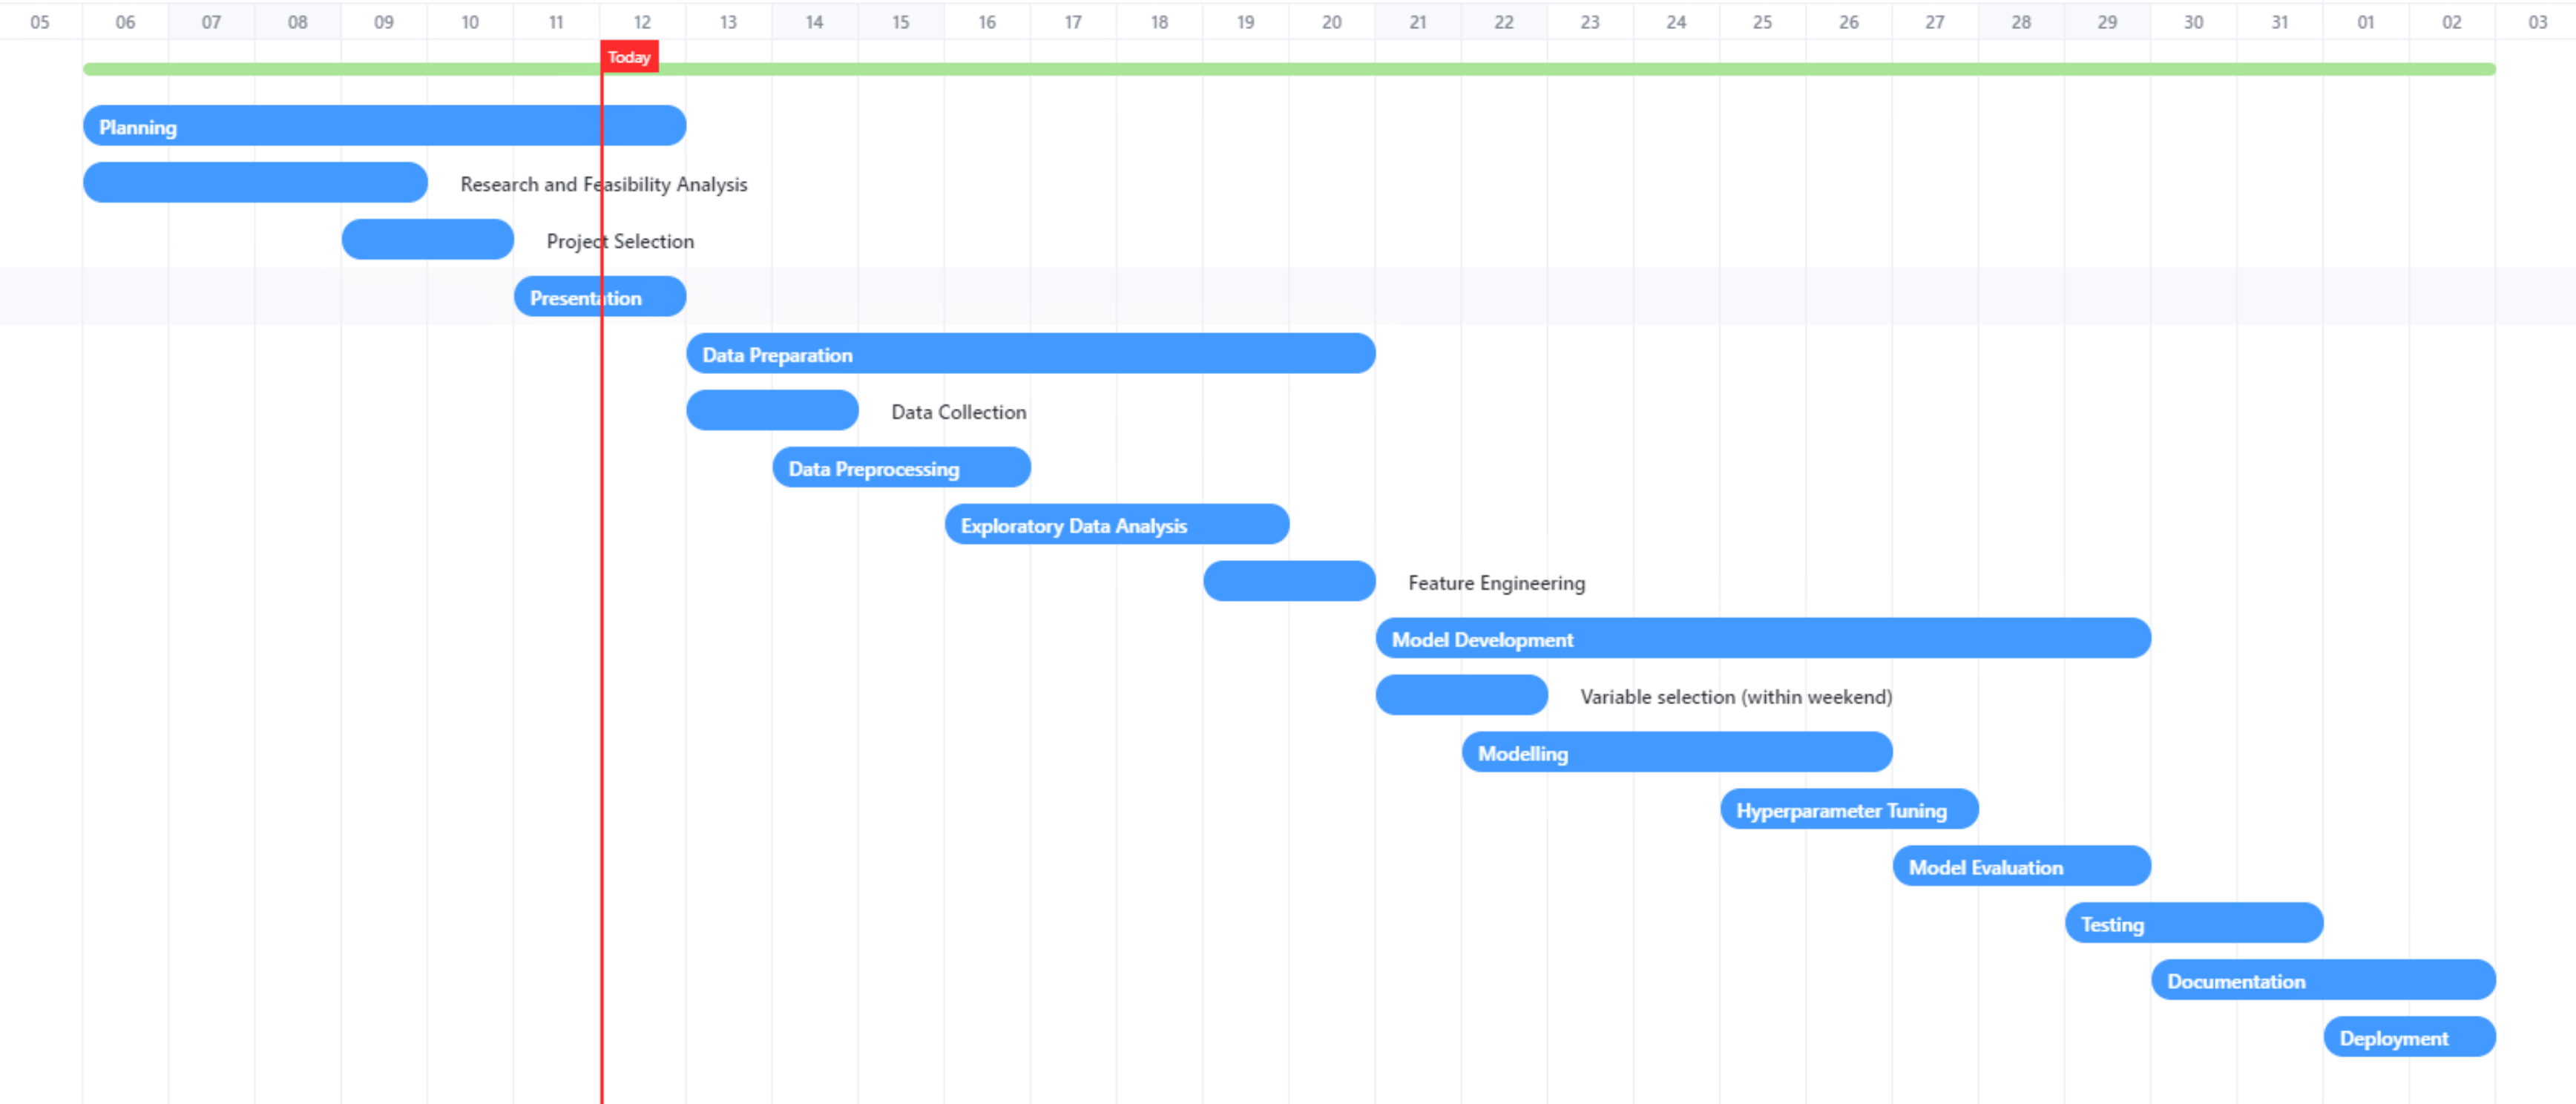 05 06 07 08 09 10 11 12 13 14 15 16 17 18 19 20 21 22 23 24 25 26 27 28 29 30 31 01 02 03
Today
Planning
Research and Feasibility Analysis
Project Selection
Presentation
Data Preparation
Data Collection
Data Preprocessing
Exploratory Data Analysis
Feature Engineering
Model Development
Variable selection (within weekend)
Modelling
Hyperparameter Tuning
Model Evaluation
Testing
Documentation
Deployment